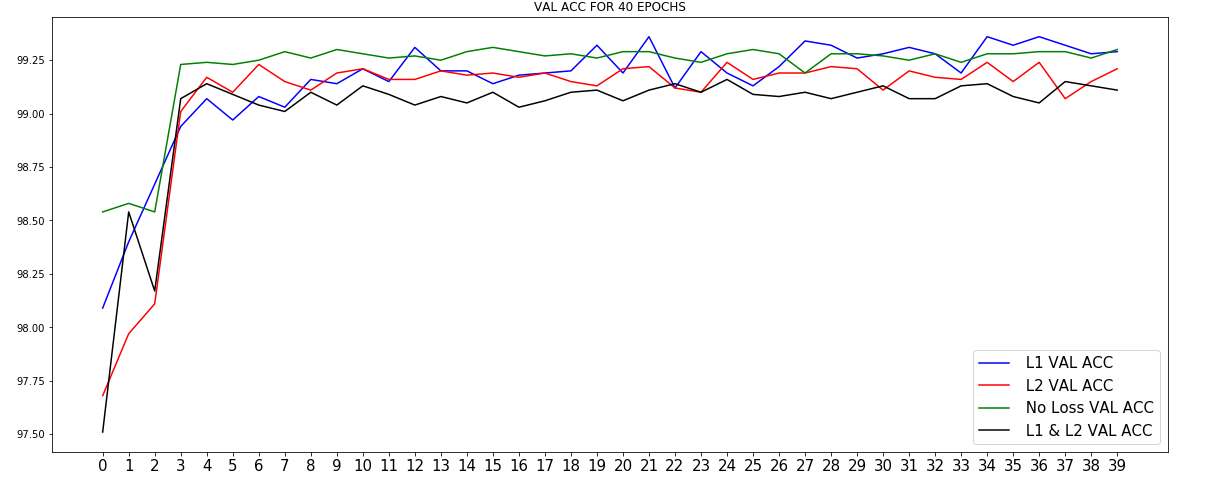 VAL ACC FOR 40 EPOCHS
99.25
99.00
98.75
98.50
98.25
98.00
97.75
97.50
L1 VAL ACC
L2 VAL ACC
No Loss VAL ACC
L1 & L2 VAL ACC
0 1 2 3 4 5 6 7 8 9 10 11 12 13 14 15 16 17 18 19 20 21 22 23 24 25 26 27 28 29 30 31 32 33 34 35 36 37 38 39